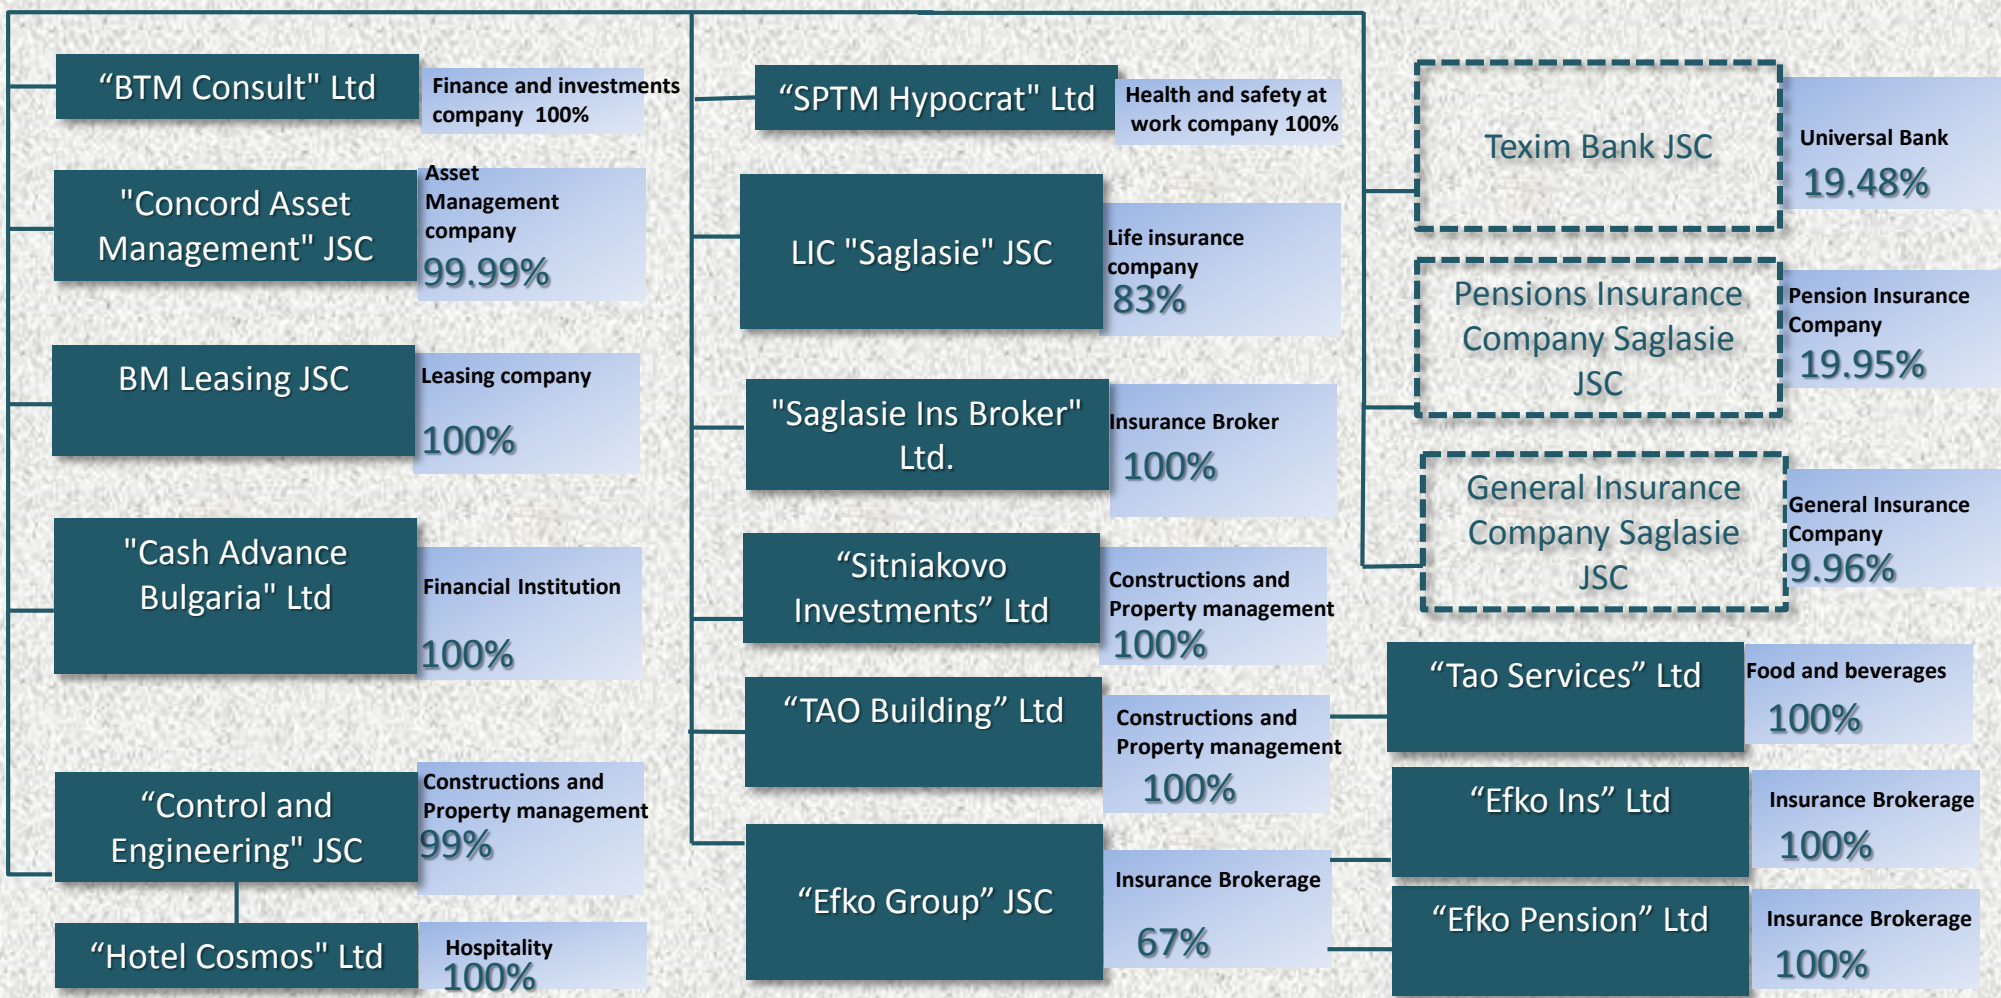 “BTM Consult" Ltd
Finance and investments
company 100%
"Concord Asset
Management" JSC
Asset
Management
company
99.99%
BM Leasing JSC
Leasing company
100%
"Cash Advance
Bulgaria" Ltd
Financial Institution
100%
“Control and
Engineering" JSC
Constructions and
Property management
99%
“Hotel Cosmos" Ltd
Hospitality
100%
“SPTM Hypocrat" Ltd
Health and safety at
work company 100%
LIC "Saglasie" JSC
Life insurance
company
83%
"Saglasie Ins Broker"
Ltd.
Insurance Broker
100%
“Sitniakovo
Investments” Ltd
Constructions and
Property management
100%
“TAO Building” Ltd
Constructions and
Property management
100%
“Efko Group” JSC
Insurance Brokerage
67%
Texim Bank JSC
Universal Bank
19.48%
Pensions Insurance
Company Saglasie
JSC
Pension Insurance
Company
19.95%
General Insurance
Company Saglasie
JSC
General Insurance
Company
9.96%
“Tao Services” Ltd
Food and beverages
100%
“Efko Ins” Ltd
Insurance Brokerage
100%
“Efko Pension” Ltd
Insurance Brokerage
100%